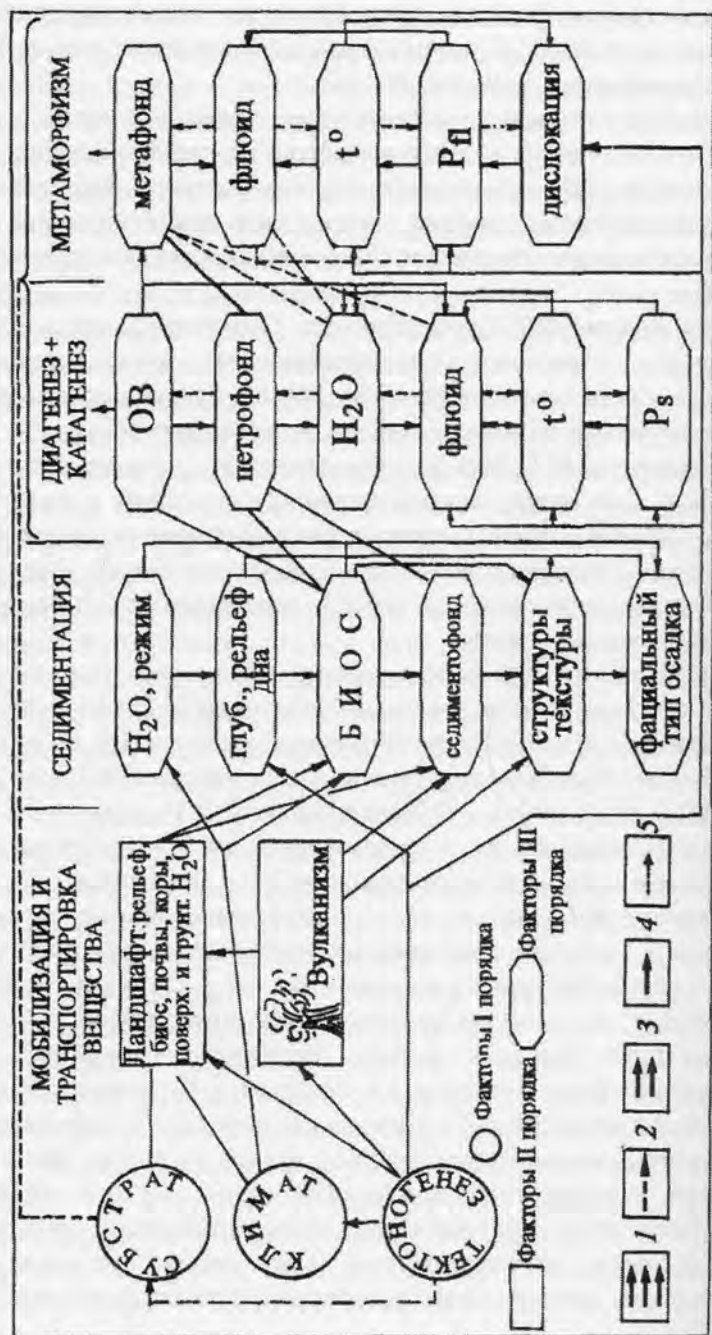 МОБИЛИЗАЦИЯ И
ТРАНСПОРТИРОВКА
ВЕЩЕСТВА
СЕДИМЕНТАЦИЯ
ДИАГЕНЕЗ+
КАТАГЕНЕЗ
МЕТАМОРФИЗМ
СУБСТРАТ
КЛИМАТ
ТЕКТОНОГЕНЕЗ
Ландшафт: рельеф,
биос, почвы, коры,
поверх. и грунт. H₂O
Вулканизм
H₂O, режим
глуб., рельеф
дна
БИОС
седиментофонд
структуры
текстуры
фациальный
тип осадка
ОВ
петрофонд
H₂O
флюид
t°
Ps
метафонд
флюид
t°
Pl
дислокация
Факторы I порядка
Факторы II порядка
Факторы III
порядка
1
2
3
4
5